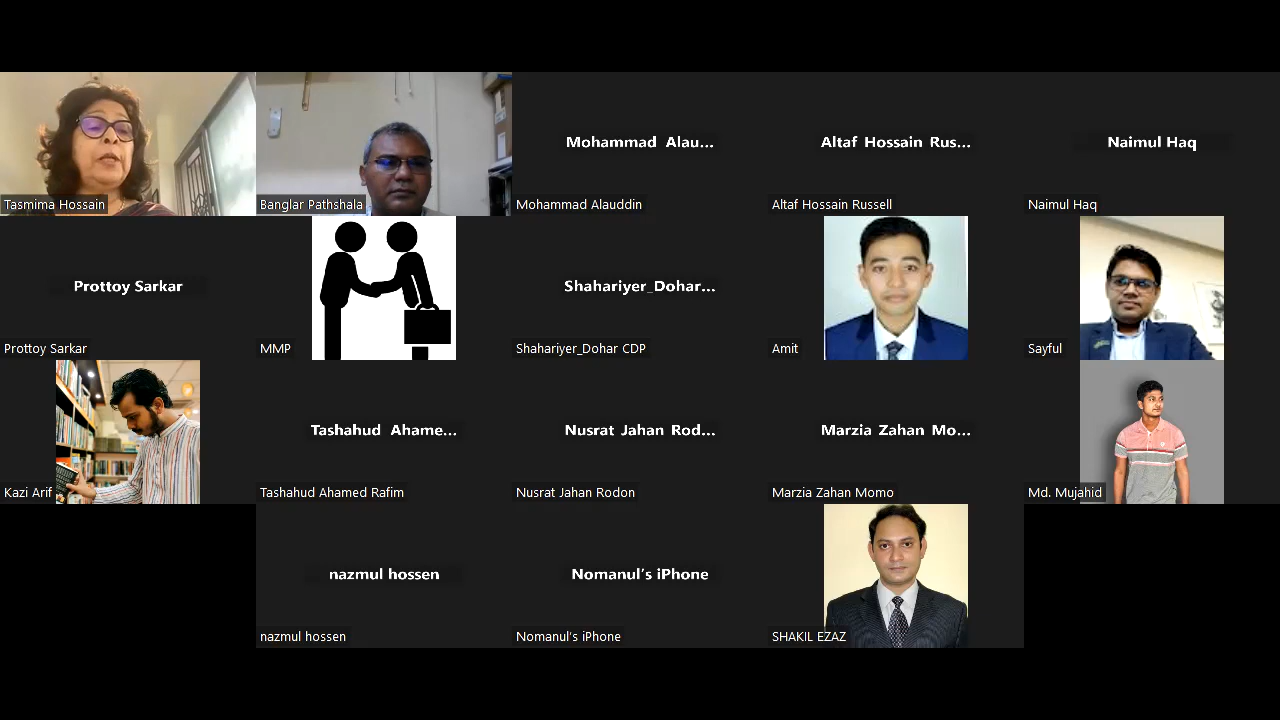 Tasmima Hossain
Banglar Pathshala
Mohammad Alau...
Mohammad Alauddin
Altaf Hossain Rus...
Altaf Hossain Russell
Naimul Haq
Naimul Haq
Prottoy Sarkar
Prottoy Sarkar
MMP
Shahariyer_Dohar...
Shahariyer_Dohar CDP
Amit
Sayful
Kazi Arif
Tashahud Ahame...
Tashahud Ahamed Rafim
Nusrat Jahan Rod...
Nusrat Jahan Rodon
Marzia Zahan Mo...
Marzia Zahan Momo
Md. Mujahid
nazmul hossen
nazmul hossen
Nomanul's iPhone
Nomanul's iPhone
SHAKIL EZAZ